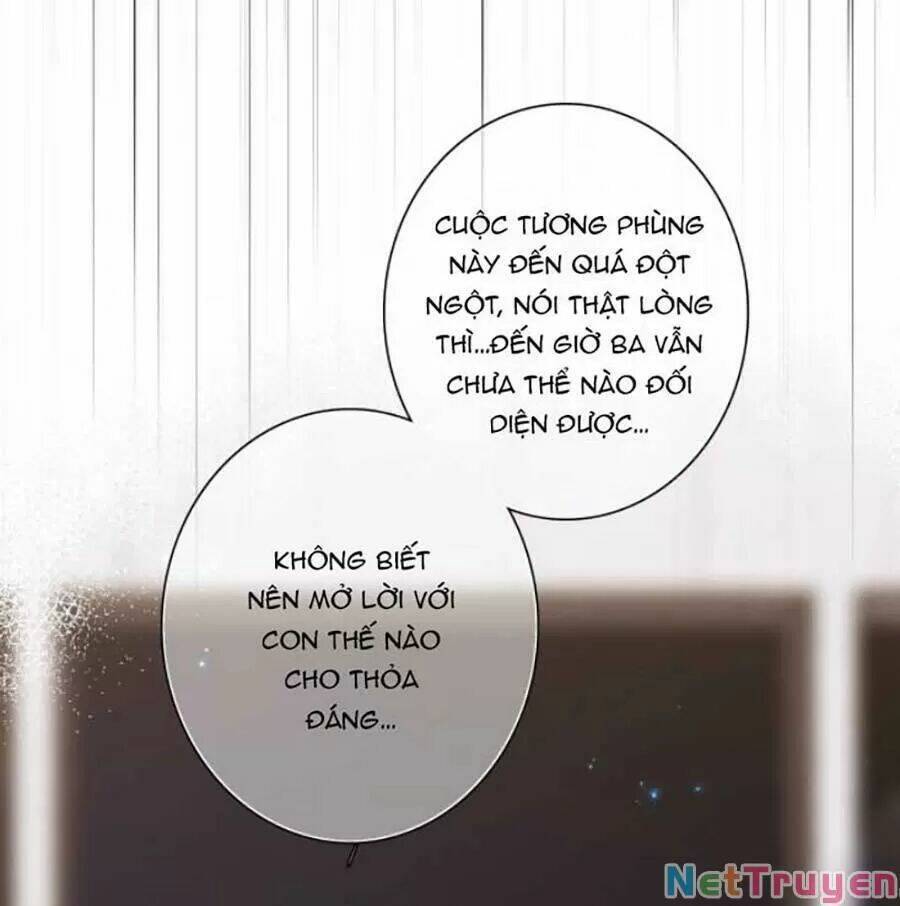 CUỘC TƯƠNG PHÙNG
NÀY ĐẾN QUÁ ĐỘT
NGỘT, NÓI THẬT LÒNG
THÌ...ĐẾN GIỜ BA VẪN
CHƯA THỂ NÀO ĐỐI
DIỆN ĐƯỢC...
KHÔNG BIẾT
NÊN MỞ LỜI VỚI
CON THẾ NÀO
CHO THỎA
ĐÁNG...
NetTruyen